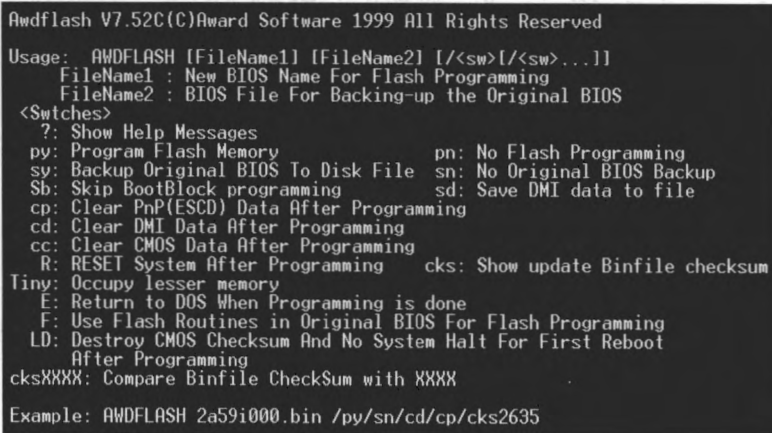 Awdflash V7.52C(C)Award Software 1999 All Rights Reserved
Usage: AWDFLASH [FileName1] [FileName2] [/<sw>[/<sw>...]]
FileName1 : New BIOS Name For Flash Programming
FileName2 : BIOS File For Backing-up the Original BIOS
<Swtches>
?: Show Help Messages
py: Program Flash Memory pn: No Flash Programming
sy: Backup Original BIOS To Disk File sn: No Original BIOS Backup
Sb: Skip BootBlock programming sd: Save DMI data to file
cp: Clear PnP(ESCD) Data After Programming
cd: Clear DMI Data After Programming
cc: Clear CMOS Data After Programming
R: RESET System After Programming cks: Show update Binfile checksum
Tiny: Occupy lesser memory
E: Return to DOS When Programming is done
F: Use Flash Routines in Original BIOS For Flash Programming
LD: Destroy CMOS Checksum And No System Halt For First Reboot
After Programming
cksXXXX: Compare Binfile CheckSum with XXXX
Example: AWDFLASH 2a59i000.bin /py/sn/cd/cp/cks2635